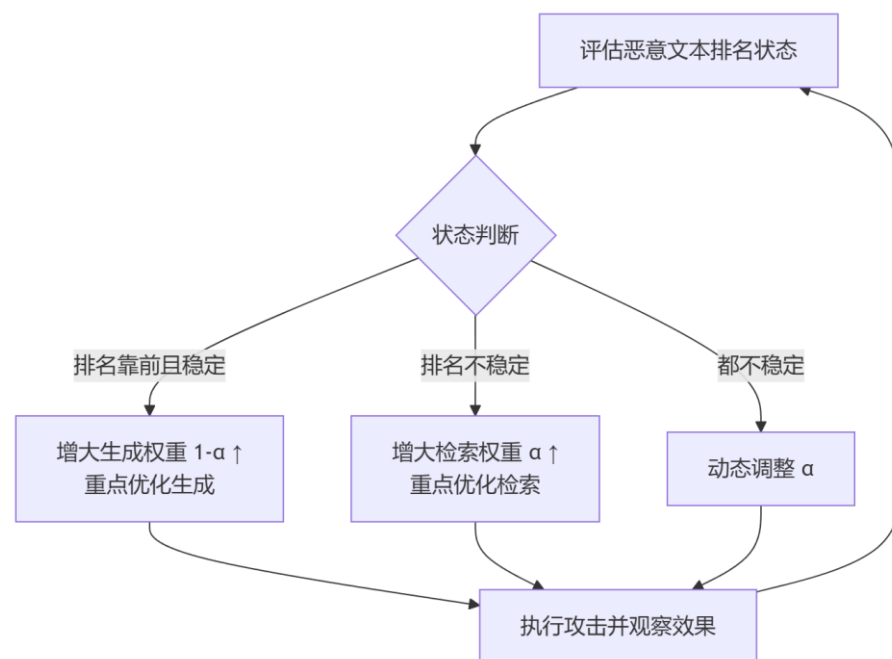 评估恶意文本排名状态
状态判断
排名靠前且稳定
排名不稳定
都不稳定
增大生成权重 1-α ↑
重点优化生成
增大检索权重 α ↑
重点优化检索
动态调整 α
执行攻击并观察效果